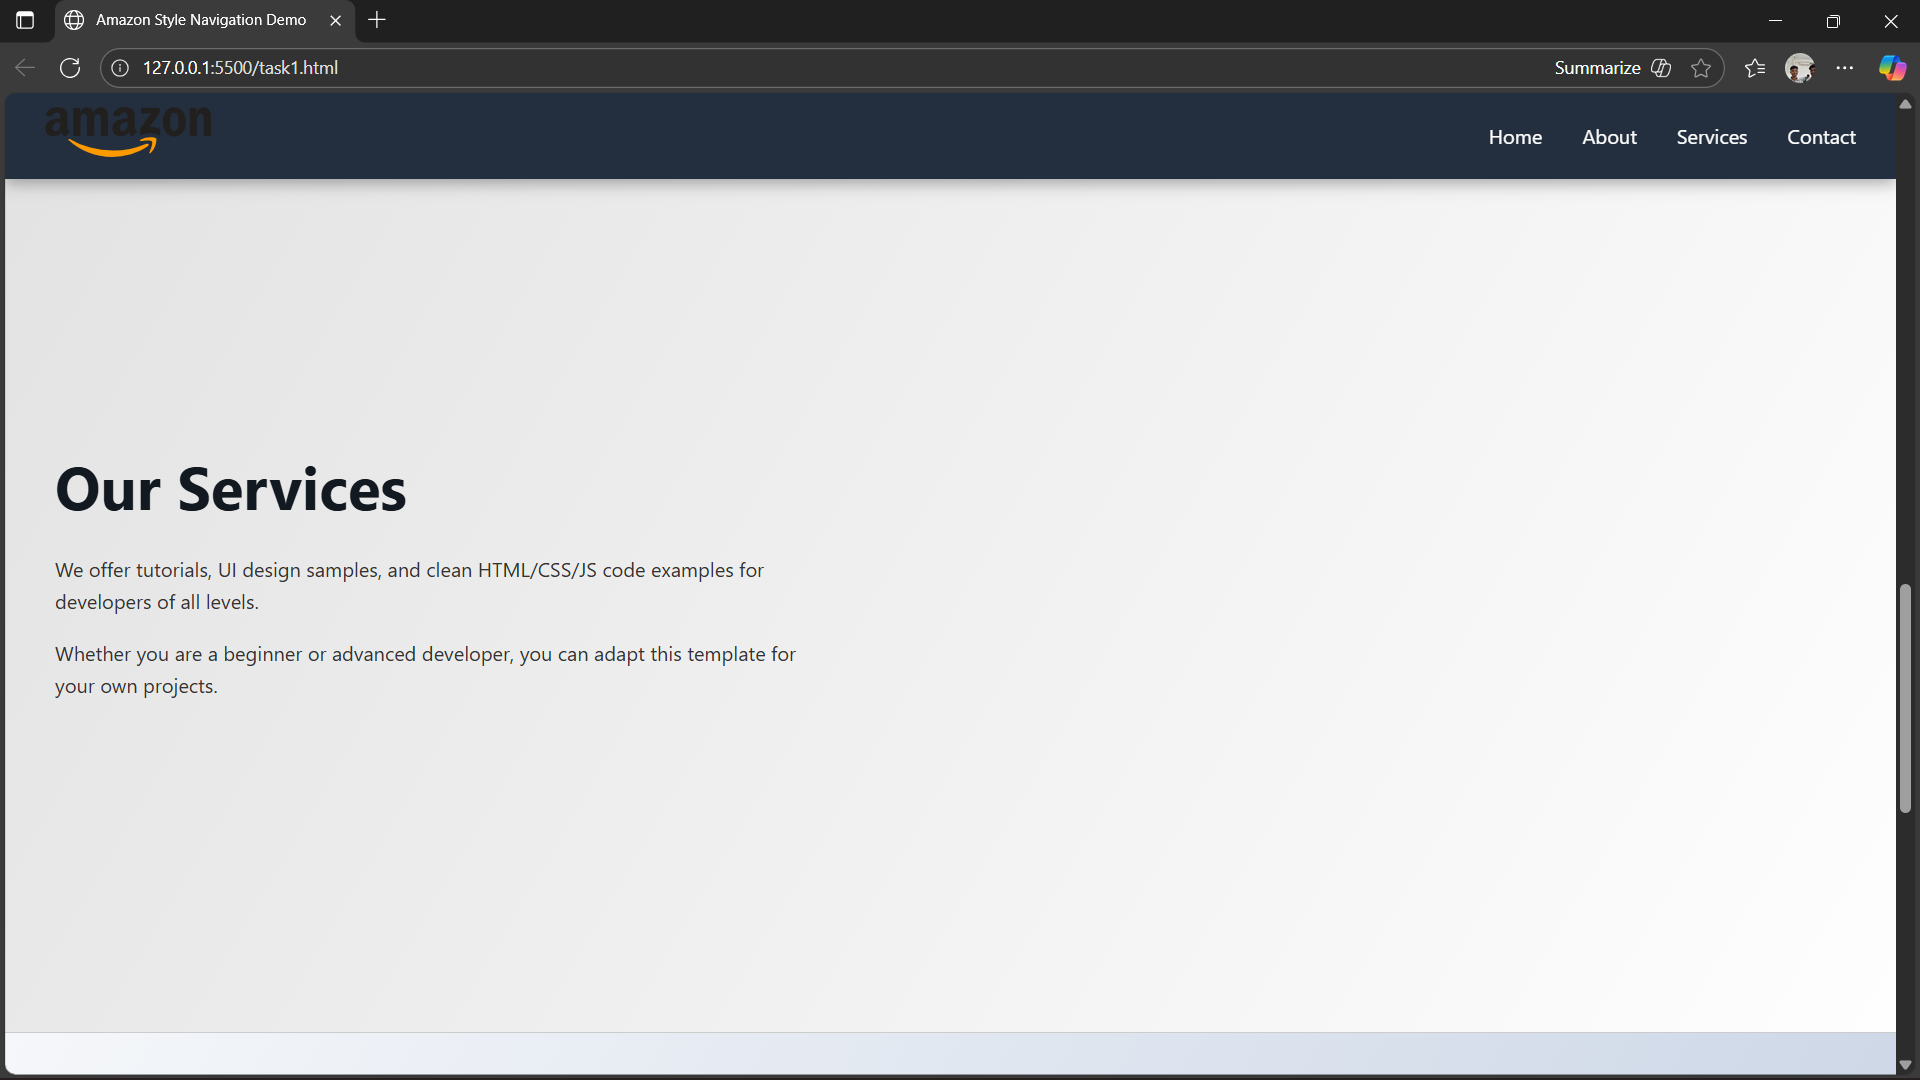 Amazon Style Navigation Demo
127.0.0.1:5500/task1.html
Summarize
amazon
Home
About
Services
Contact
Our Services
We offer tutorials, UI design samples, and clean HTML/CSS/JS code examples for
developers of all levels.
Whether you are a beginner or advanced developer, you can adapt this template for
your own projects.